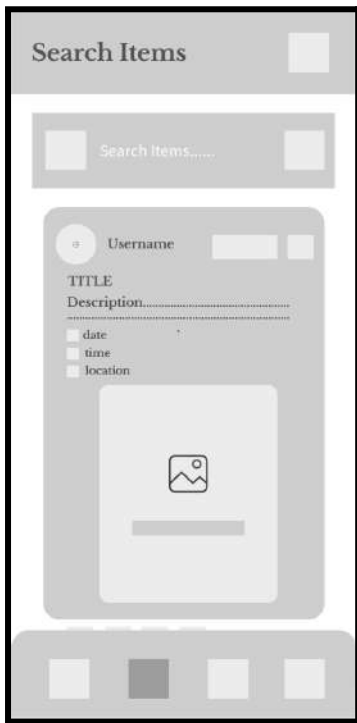 Search Items
Search Items......
Username
TITLE
Description..................................................
..........................................................................
date
time
location